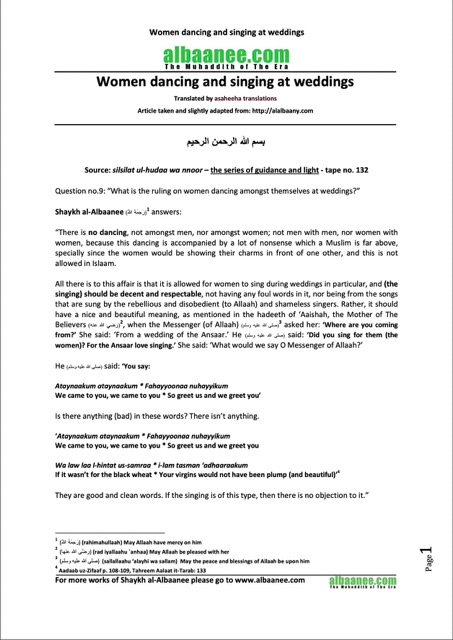 Women dancing and singing at weddings
albaanee.com
The Muhaddith of The Era
Women dancing and singing at weddings
Translated by asaheeha translations
Article taken and slightly adapted from: http://alalbaany.com
بسم الله الرحمن الرحيم
Source: silsilat ul-hudaa wa nnoor – the series of guidance and light - tape no. 132
Question no.9: “What is the ruling on women dancing amongst themselves at weddings?”
Shaykh al-Albaanee (رحمه الله)1 answers:
“There is no dancing, not amongst men, nor amongst women; not men with men, nor women with
women, because this dancing is accompanied by a lot of nonsense which a Muslim is far above,
specially since the women would be showing their charms in front of one other, and this is
not allowed in Islaam.
All there is to this affair is that it is allowed for women to sing during weddings in particular, and (the
singing) should be decent and respectable, not having any foul words in it, nor being from the songs
that are sung by the rebellious and disobedient (to Allaah) and shameless singers. Rather, it should
have a nice and beautiful meaning, as mentioned in the hadeeth of ‘Aaishah, the Mother of The
Believers (رضي الله عنها)2, when the Messenger (of Allaah) (صلى الله عليه وسلم)3 asked her: ‘Where are you coming
from?’ She said: ‘From a wedding of the Ansaar.’ He (صلى الله عليه وسلم) said: ‘Did you sing for them (the
women)? For the Ansaar love singing.’ She said: ‘What would we say O Messenger of Allaah?’
He (صلى الله عليه وسلم) said: ‘You say:
Ataynaakum ataynaakum * Fahayyoonaa nuhayyikum
We came to you, we came to you * So greet us and we greet you’
Is there anything (bad) in these words? There isn’t anything.
‘Ataynaakum ataynaakum * Fahayyoonaa nuhayyikum
We came to you, we came to you * So greet us and we greet you
Wa law laa l-hintat us-samraa * i-lam tasman ‘adhaaraakum
If it wasn’t for the black wheat * Your virgins would not have been plump (and beautiful)’4
They are good and clean words. If the singing is of this type, then there is no objection to it.”
1 (رحمه الله) (rahimahullaah) May Allaah have mercy on him
2 (رضي الله عنها) (rad iyallaahu `anhaa) May Allaah be pleased with her
3 (صلى الله عليه وسلم) (sallallaahu ‘alayhi wa sallam) May the peace and blessings of Allaah be upon him
4 Aadaab uz-Zifaaf p. 108-109, Tahreem Aalaat it-Tarab: 133
For more works of Shaykh al-Albaanee please go to www.albaanee.com
albaanee.com
The Muhaddith of The Era
Page1